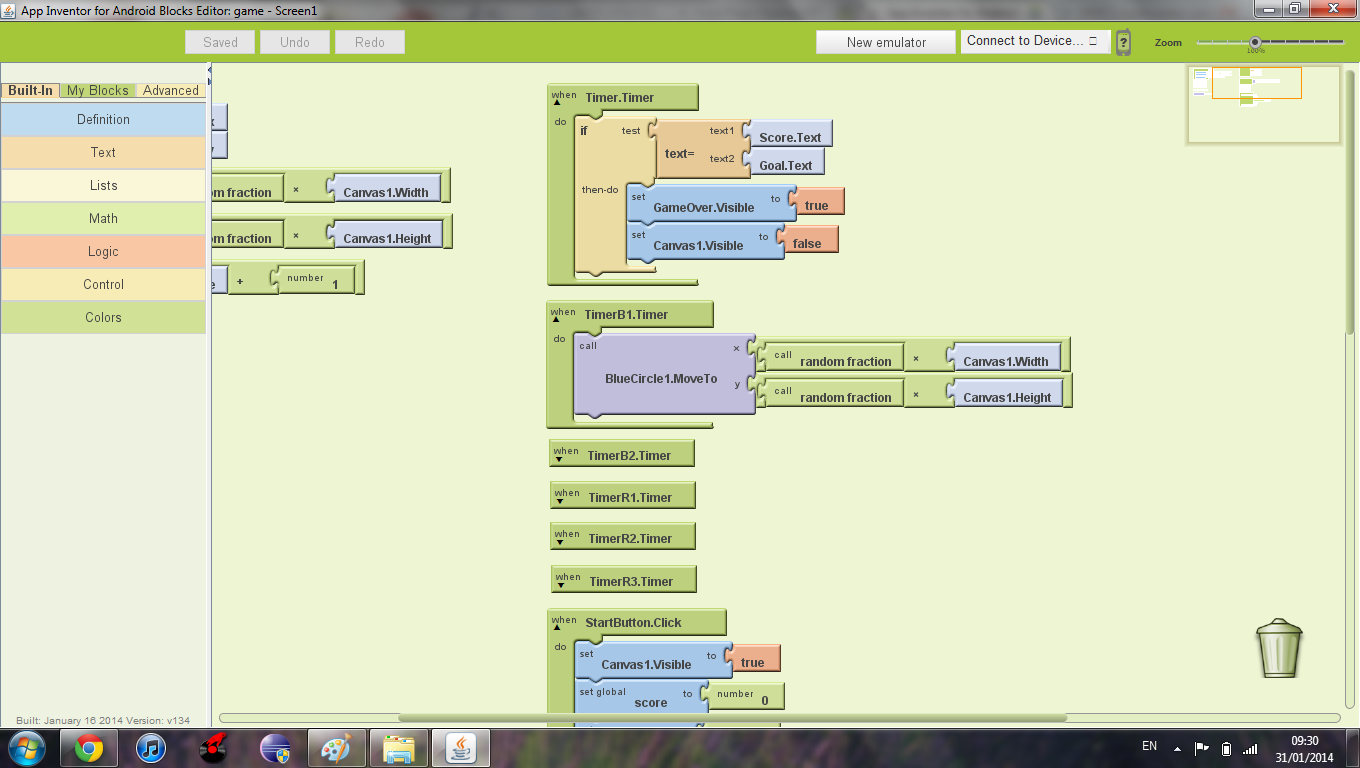 App Inventor for Android Blocks Editor: game - Screen1
Saved Undo Redo New emulator Connect to Device... ? Zoom 100%
Built-In My Blocks Advanced
Definition
Text
Lists
Math
Logic
Control
Colors
Built: January 16 2014 Version: v134
fraction × Canvas1.Width
fraction × Canvas1.Height
+ number 1
when Timer.Timer
do if test text= text1 Score.Text
text2 Goal.Text
then-do set GameOver.Visible to true
set Canvas1.Visible to false
when TimerB1.Timer
do call BlueCircle1.MoveTo
x call random fraction × Canvas1.Width
y call random fraction × Canvas1.Height
when TimerB2.Timer
when TimerR1.Timer
when TimerR2.Timer
when TimerR3.Timer
when StartButton.Click
do set Canvas1.Visible to true
set global score to number 0
EN 09:30
31/01/2014